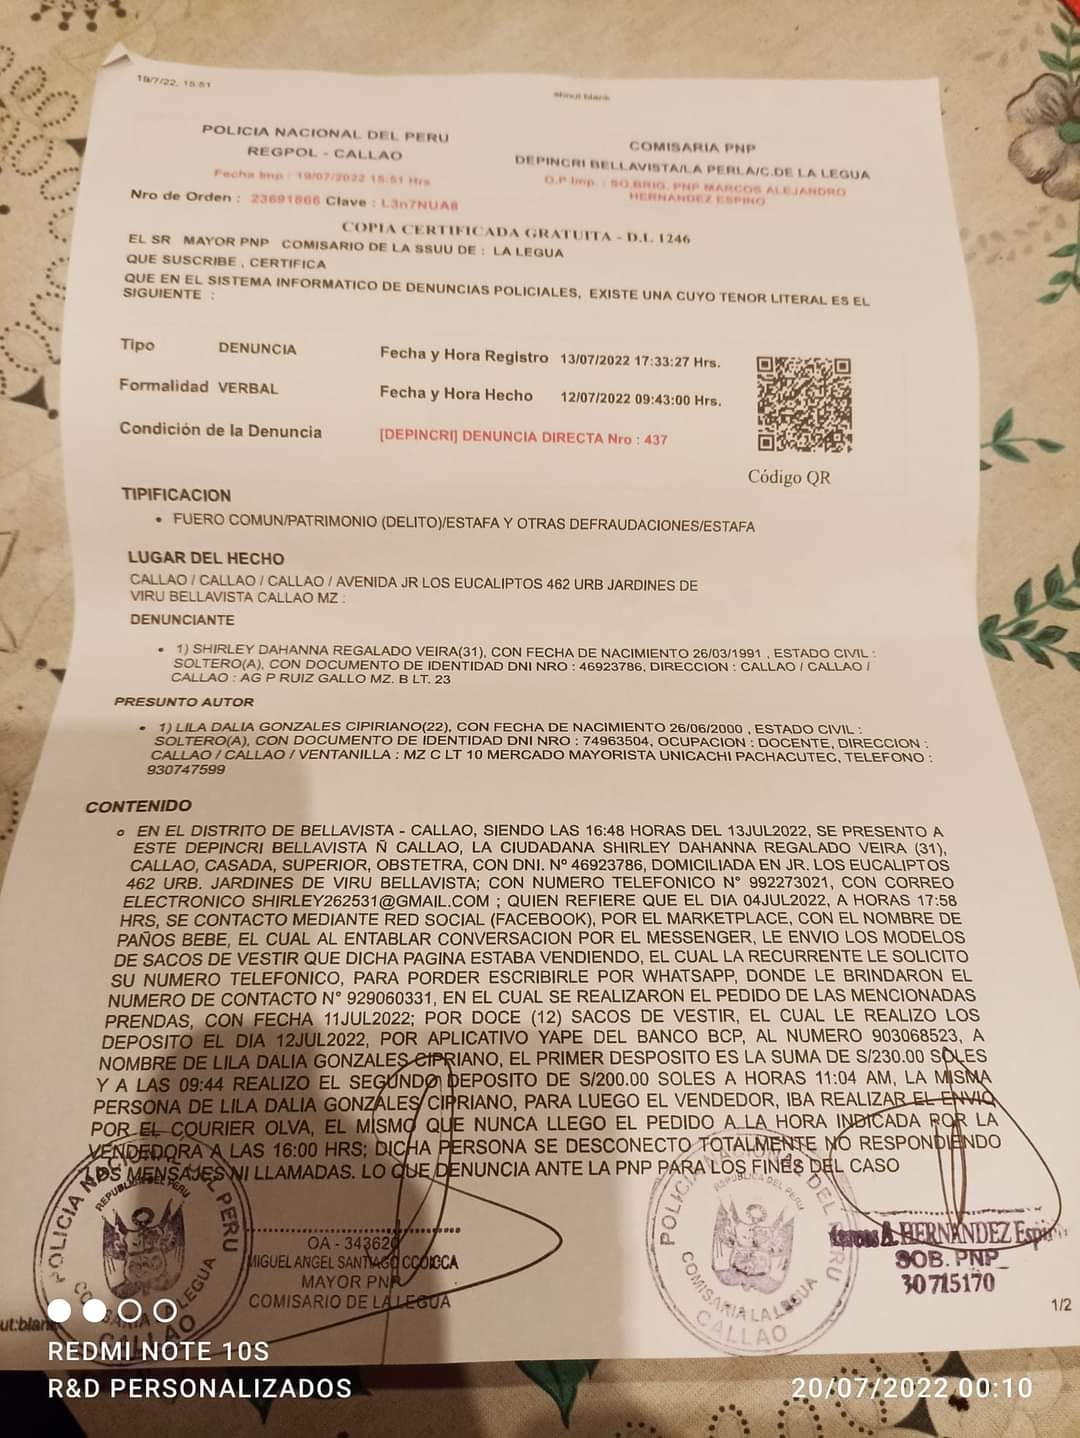 19/7/22, 15:51
about:blank
POLICIA NACIONAL DEL PERU
REGPOL - CALLAO
Fecha Imp : 19/07/2022 15:51 Hrs
COMISARIA PNP
DEPINCRI BELLAVISTA/LA PERLA/C.DE LA LEGUA
O.P Imp. : SO.BRIG. PNP MARCOS ALEJANDRO
HERNANDEZ ESPINO
Nro de Orden : 23691866 Clave : L3n7NUA8
COPIA CERTIFICADA GRATUITA - D.L 1246
EL SR MAYOR PNP COMISARIO DE LA SSUU DE : LA LEGUA
QUE SUSCRIBE , CERTIFICA
QUE EN EL SISTEMA INFORMATICO DE DENUNCIAS POLICIALES, EXISTE UNA CUYO TENOR LITERAL ES EL
SIGUIENTE :
Tipo DENUNCIA Fecha y Hora Registro 13/07/2022 17:33:27 Hrs.
Formalidad VERBAL Fecha y Hora Hecho 12/07/2022 09:43:00 Hrs.
Condición de la Denuncia [DEPINCRI] DENUNCIA DIRECTA Nro : 437
Código QR
TIPIFICACION
• FUERO COMUN/PATRIMONIO (DELITO)/ESTAFA Y OTRAS DEFRAUDACIONES/ESTAFA
LUGAR DEL HECHO
CALLAO / CALLAO / CALLAO / AVENIDA JR LOS EUCALIPTOS 462 URB JARDINES DE
VIRU BELLAVISTA CALLAO MZ :
DENUNCIANTE
• 1) SHIRLEY DAHANNA REGALADO VEIRA(31), CON FECHA DE NACIMIENTO 26/03/1991 , ESTADO CIVIL :
SOLTERO(A), CON DOCUMENTO DE IDENTIDAD DNI NRO : 46923786, DIRECCION : CALLAO / CALLAO /
CALLAO : AG P RUIZ GALLO MZ. B LT. 23
PRESUNTO AUTOR
• 1) LILA DALIA GONZALES CIPIRIANO(22), CON FECHA DE NACIMIENTO 26/06/2000 , ESTADO CIVIL :
SOLTERO(A), CON DOCUMENTO DE IDENTIDAD DNI NRO : 74963504, OCUPACION : DOCENTE, DIRECCION :
CALLAO / CALLAO / VENTANILLA : MZ C LT 10 MERCADO MAYORISTA UNICACHI PACHACUTEC, TELEFONO :
930747599
CONTENIDO
o EN EL DISTRITO DE BELLAVISTA - CALLAO, SIENDO LAS 16:48 HORAS DEL 13JUL2022, SE PRESENTO A
ESTE DEPINCRI BELLAVISTA Ñ CALLAO, LA CIUDADANA SHIRLEY DAHANNA REGALADO VEIRA (31),
CALLAO, CASADA, SUPERIOR, OBSTETRA, CON DNI. Nº 46923786, DOMICILIADA EN JR. LOS EUCALIPTOS
462 URB. JARDINES DE VIRU BELLAVISTA; CON NUMERO TELEFONICO N° 992273021, CON CORREO
ELECTRONICO SHIRLEY262531@GMAIL.COM ; QUIEN REFIERE QUE EL DIA 04JUL2022, A HORAS 17:58
HRS, SE CONTACTO MEDIANTE RED SOCIAL (FACEBOOK), POR EL MARKETPLACE, CON EL NOMBRE DE
PAÑOS BEBE, EL CUAL AL ENTABLAR CONVERSACION POR EL MESSENGER, LE ENVIO LOS MODELOS
DE SACOS DE VESTIR QUE DICHA PAGINA ESTABA VENDIENDO, EL CUAL LA RECURRENTE LE SOLICITO
SU NUMERO TELEFONICO, PARA PORDER ESCRIBIRLE POR WHATSAPP, DONDE LE BRINDARON EL
NUMERO DE CONTACTO N° 929060331, EN EL CUAL SE REALIZARON EL PEDIDO DE LAS MENCIONADAS
PRENDAS, CON FECHA 11JUL2022; POR DOCE (12) SACOS DE VESTIR, EL CUAL LE REALIZO LOS
DEPOSITO EL DIA 12JUL2022, POR APLICATIVO YAPE DEL BANCO BCP, AL NUMERO 903068523, A
NOMBRE DE LILA DALIA GONZALES CIPRIANO, EL PRIMER DESPOSITO ES LA SUMA DE S/230.00 SOLES
Y A LAS 09:44 REALIZO EL SEGUNDO DEPOSITO DE S/200.00 SOLES A HORAS 11:04 AM, LA MISMA
PERSONA DE LILA DALIA GONZALES CIPRIANO, PARA LUEGO EL VENDEDOR, IBA REALIZAR EL ENVIO
POR EL COURIER OLVA, EL MISMO QUE NUNCA LLEGO EL PEDIDO A LA HORA INDICADA POR LA
VENDEDORA A LAS 16:00 HRS; DICHA PERSONA SE DESCONECTO TOTALMENTE NO RESPONDIENDO
LOS MENSAJES NI LLAMADAS. LO QUE DENUNCIA ANTE LA PNP PARA LOS FINES DEL CASO
POLICIA NACIONAL DEL PERU
REPUBLICA DEL PERU
COMISARIA LA LEGUA
CALLAO
OA - 343620
MIGUEL ANGEL SANTIAGO CCOICCA
MAYOR PNP
COMISARIO DE LA LEGUA
POLICIA NACIONAL DEL PERU
REPUBLICA DEL PERU
COMISARIA LA LEGUA
CALLAO
A. HERNANDEZ
SOB. PNP
30715170
1/2
REDMI NOTE 10S
R&D PERSONALIZADOS
20/07/2022 00:10